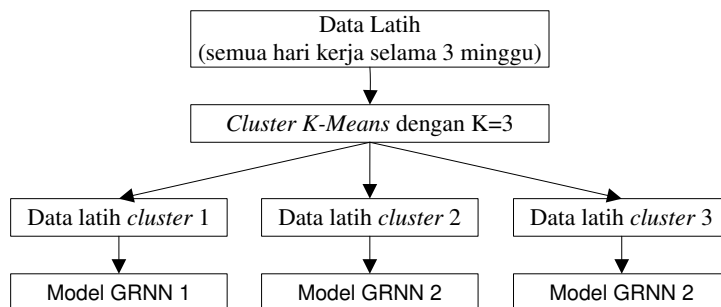 Data Latih
(semua hari kerja selama 3 minggu)
Cluster K-Means dengan K=3
Data latih cluster 1
Data latih cluster 2
Data latih cluster 3
Model GRNN 1
Model GRNN 2
Model GRNN 2